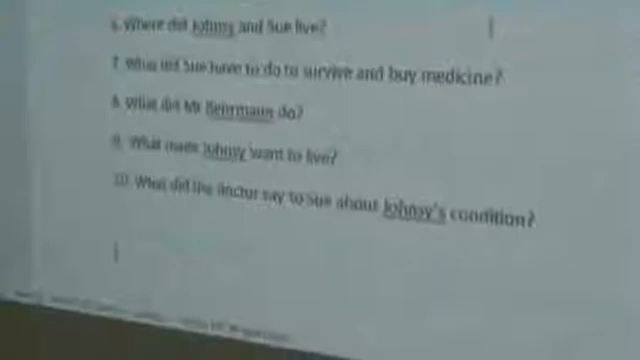 6. Where did Johnsy and Sue live?
7. What did Sue have to do to survive and buy medicine?
8. What did Mr Behrmann do?
9. What made Johnsy want to live?
10. What did the doctor say to Sue about Johnsy's condition?